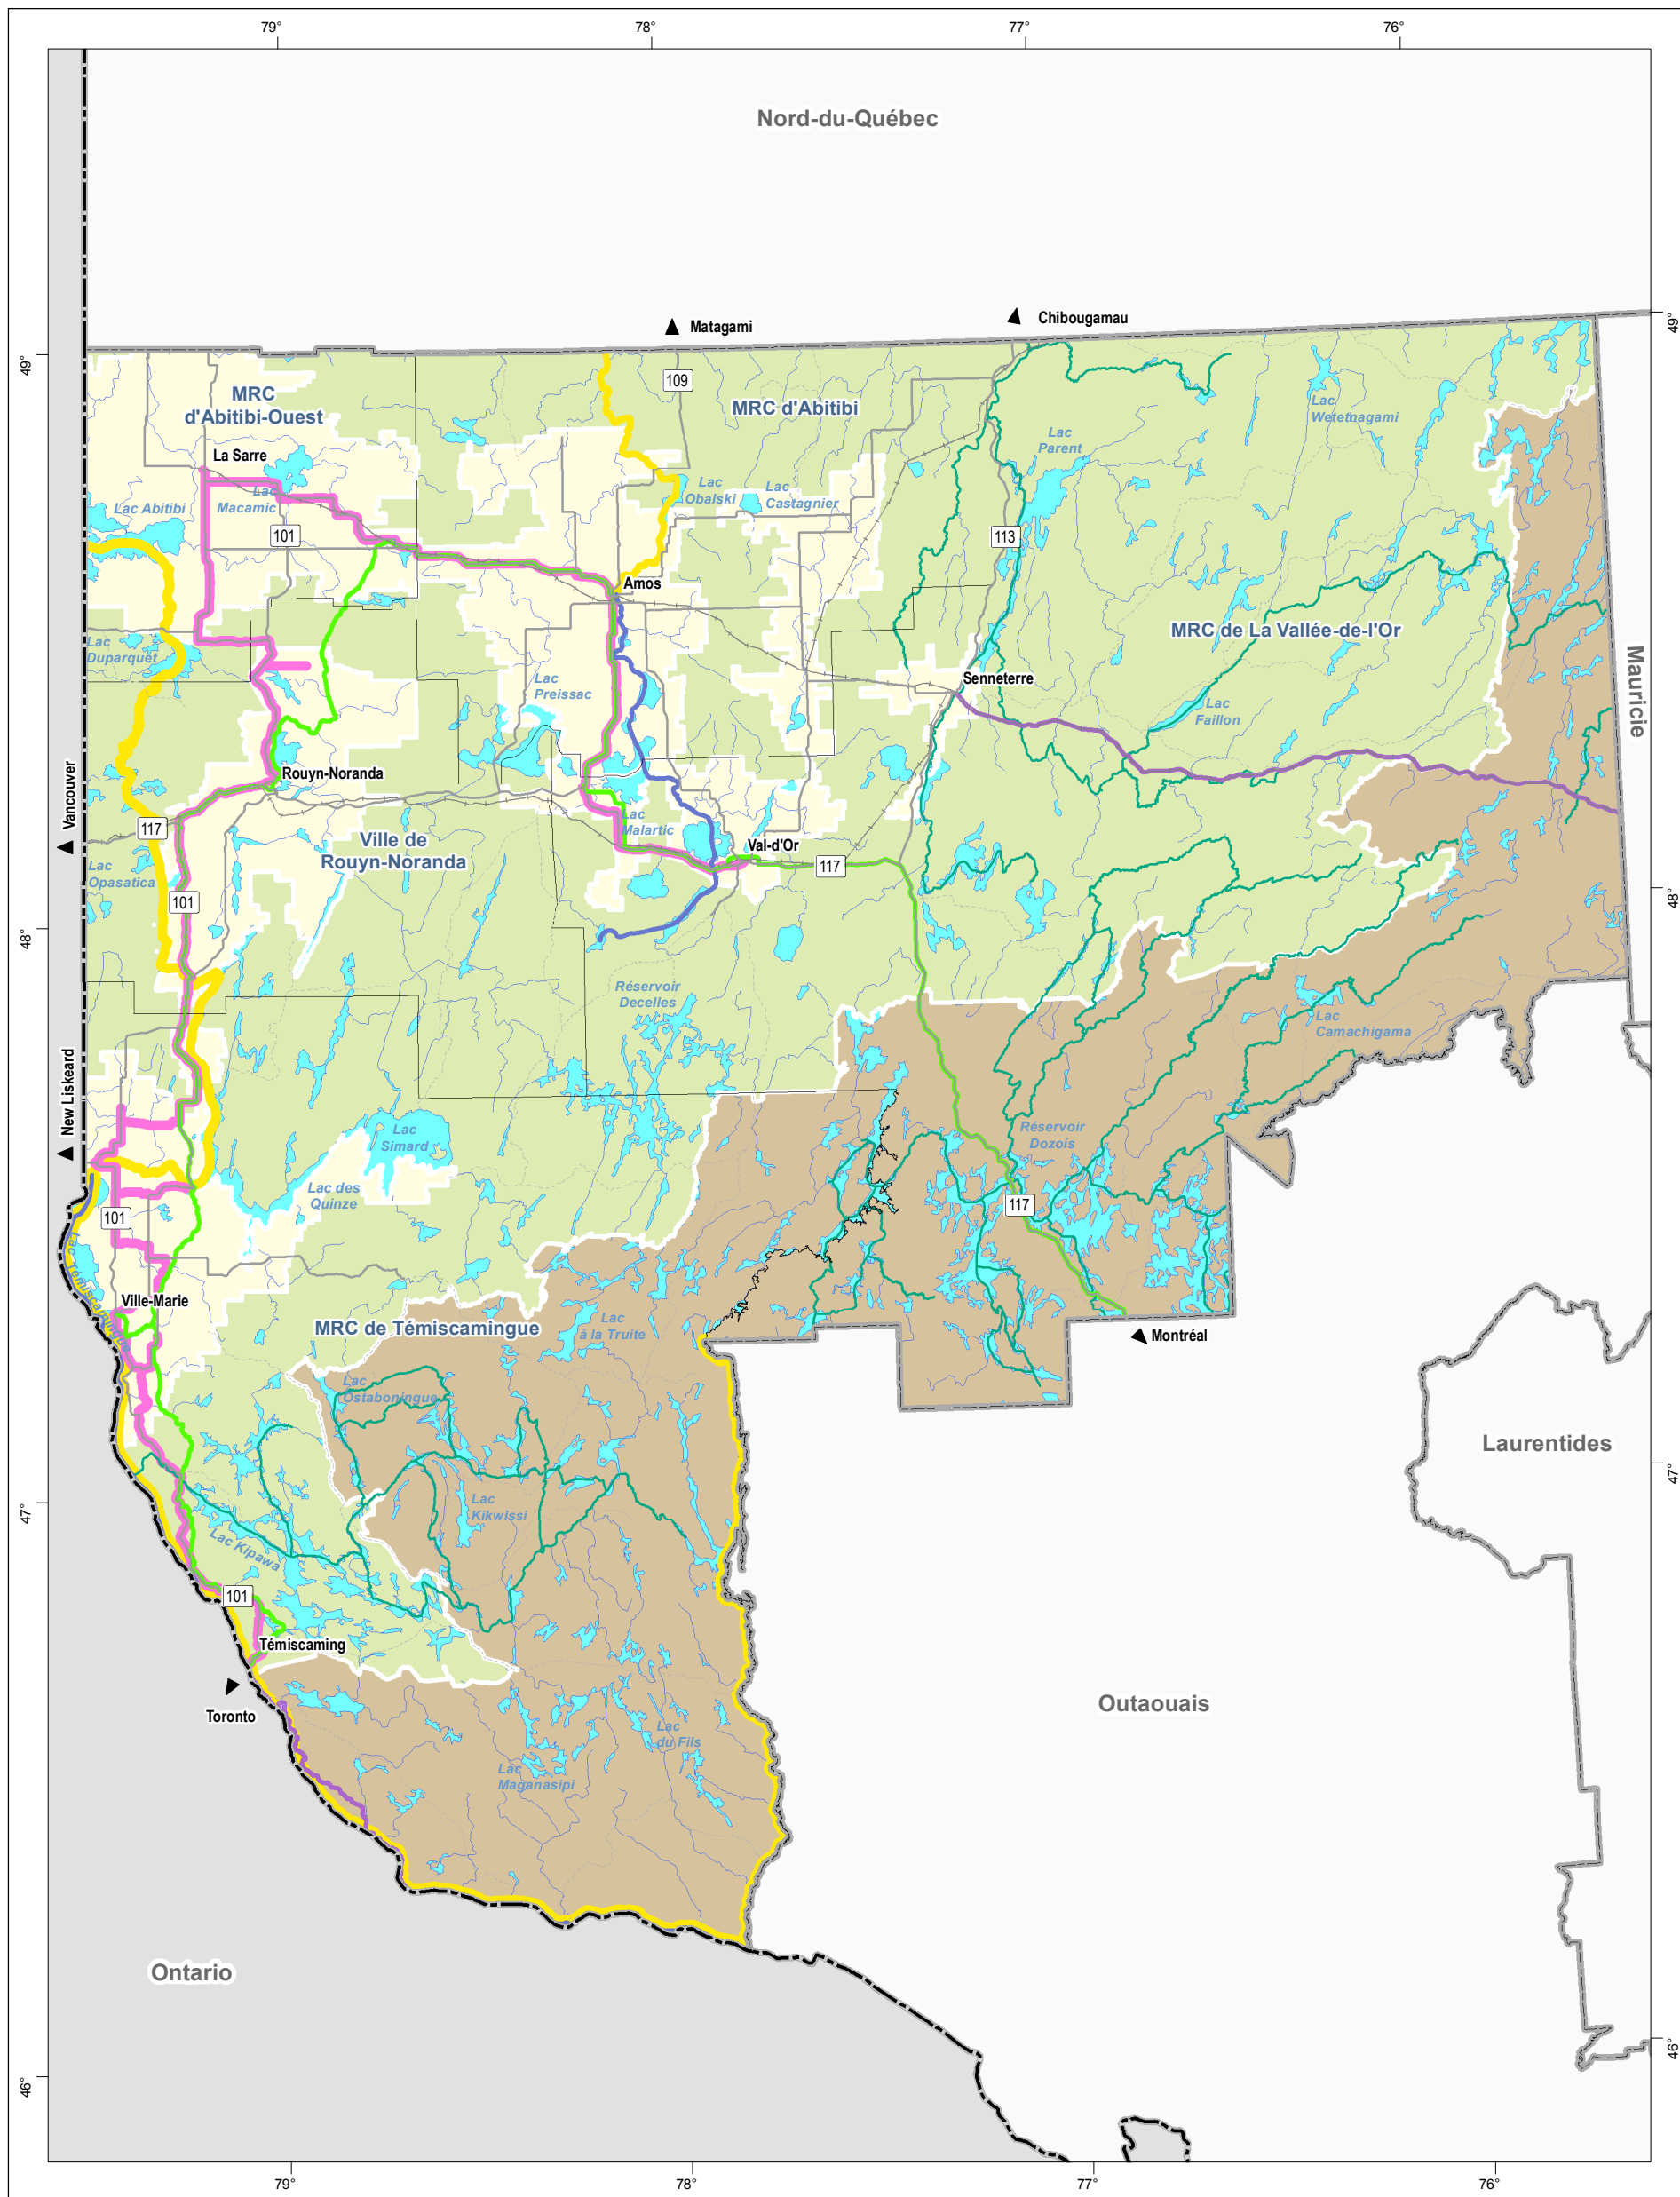 79°
78°
77°
76°
Nord-du-Québec
Matagami
Chibougamau
49°
49°
109
MRC
d'Abitibi-Ouest
MRC d'Abitibi
Lac
Wetetnagami
Lac
Parent
La Sarre
Lac
Macamic
Lac Abitibi
Lac
Obalski
Lac
Castagnier
101
113
Amos
Lac
Duparquet
MRC de La Vallée-de-l'Or
Mauricie
Lac
Preissac
Senneterre
Lac
Faillon
Vancouver
Rouyn-Noranda
117
Ville de
Rouyn-Noranda
Lac
Malartic
Val-d'Or
117
Lac
Opasatica
101
48°
48°
Réservoir
Decelles
Lac
Camachigama
New Liskeard
Lac
Simard
Réservoir
Dozois
Lac des
Quinze
101
117
Lac Témiscamingue
Ville-Marie
MRC de Témiscamingue
Lac
à la Truite
Montréal
Lac
Ostaboningue
Laurentides
47°
47°
Lac
Kikwissi
Lac Kipawa
101
Témiscaming
Toronto
Outaouais
Lac
du Fils
Lac
Maganasipi
Ontario
46°
46°
79°
78°
77°
76°